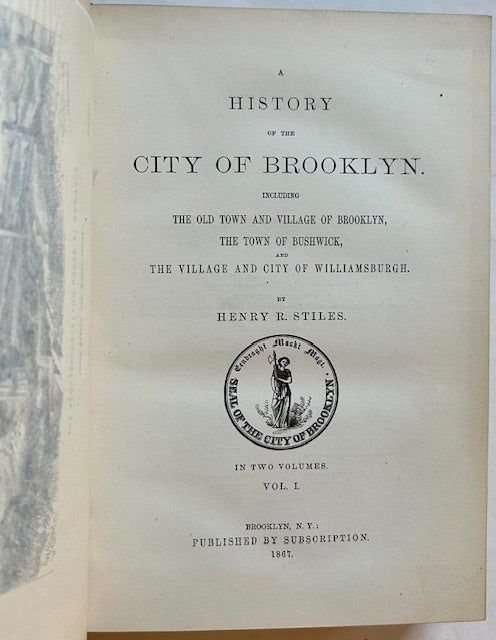 A
HISTORY
OF THE
CITY OF BROOKLYN.
INCLUDING
THE OLD TOWN AND VILLAGE OF BROOKLYN,
THE TOWN OF BUSHWICK,
AND
THE VILLAGE AND CITY OF WILLIAMSBURGH.
BY
HENRY R. STILES.
Eendraght Maakt Magt
SEAL OF THE CITY OF BROOKLYN
IN TWO VOLUMES.
VOL. I.
BROOKLYN, N. Y.:
PUBLISHED BY SUBSCRIPTION.
1867.